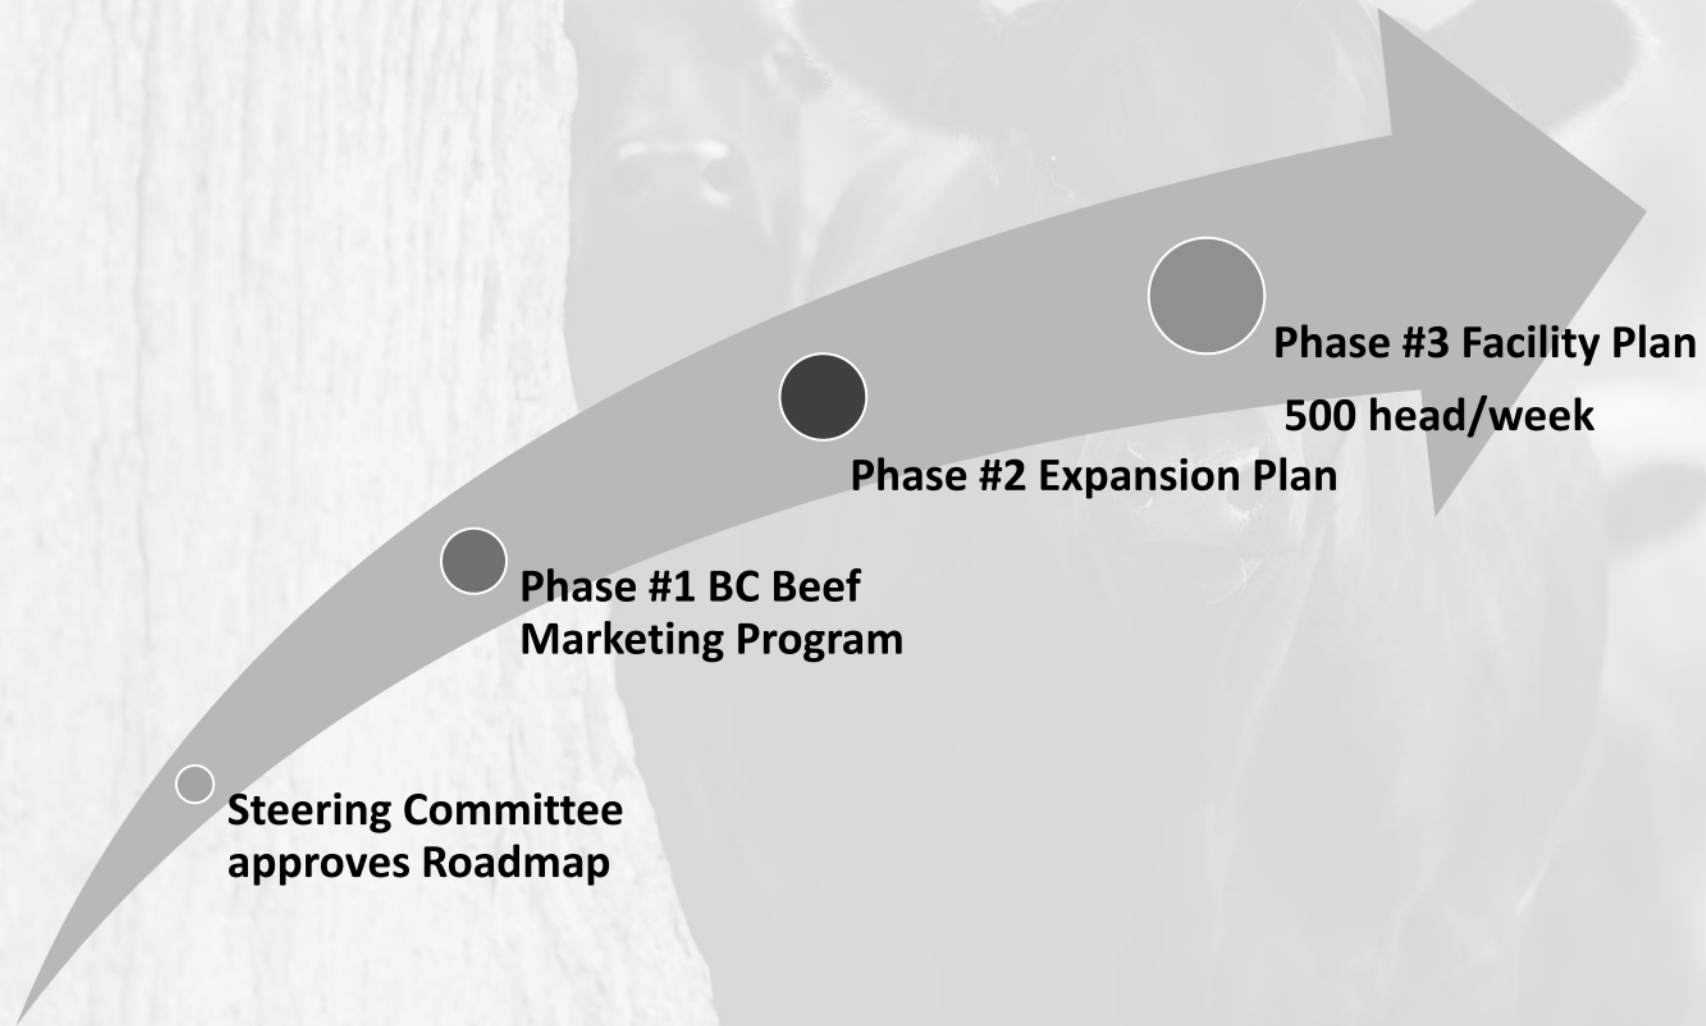 Phase #3 Facility Plan
500 head/week
Phase #2 Expansion Plan
Phase #1 BC Beef
Marketing Program
Steering Committee
approves Roadmap